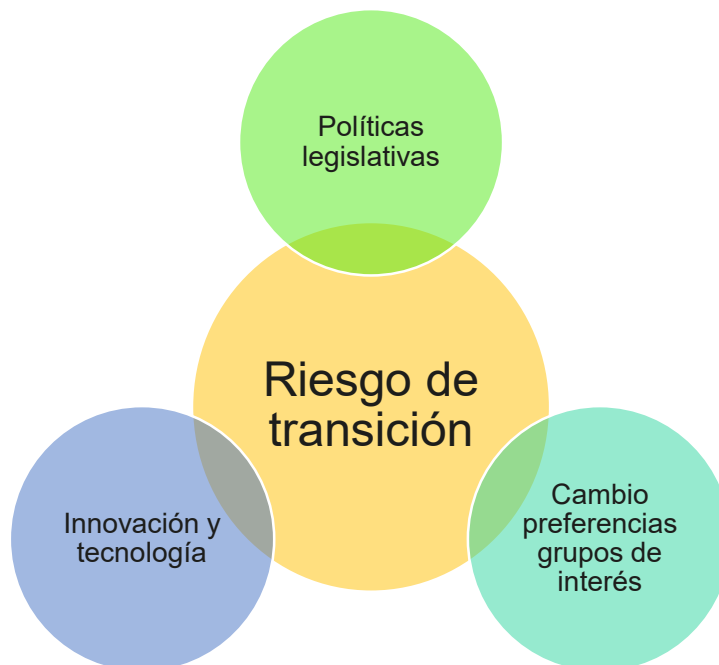 Políticas
legislativas
Riesgo de
transición
Innovación y
tecnología
Cambio
preferencias
grupos de
interés